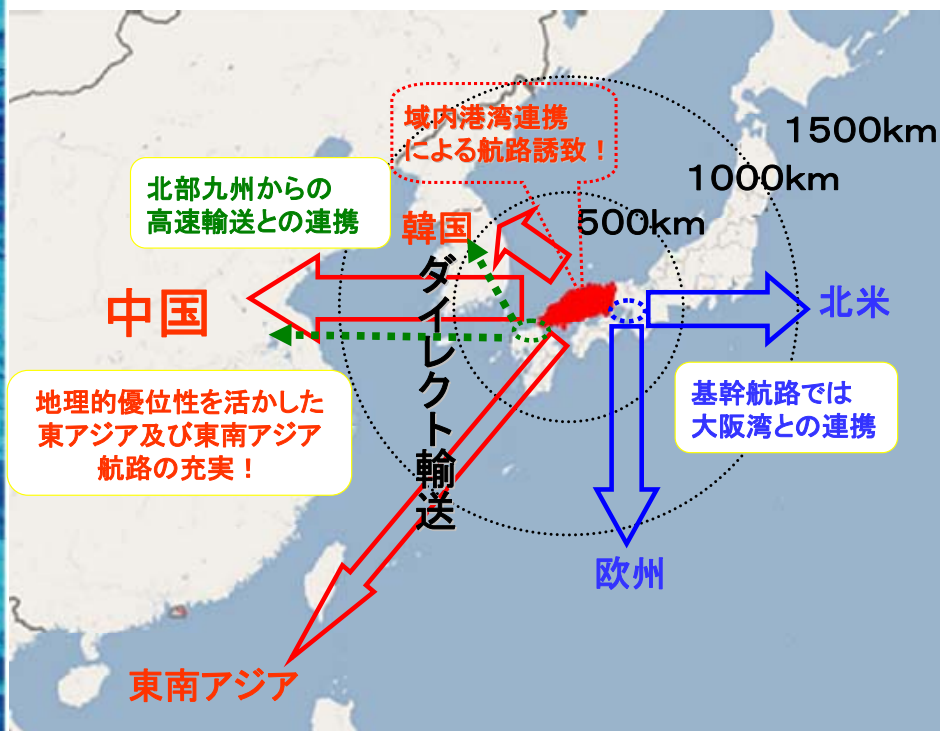 域内港湾連携
による航路誘致！
1500km
1000km
500km
北部九州からの
高速輸送との連携
韓国
中国
ダイレクト輸送
北米
地理的優位性を活かした
東アジア及び東南アジア
航路の充実！
基幹航路では
大阪湾との連携
欧州
東南アジア